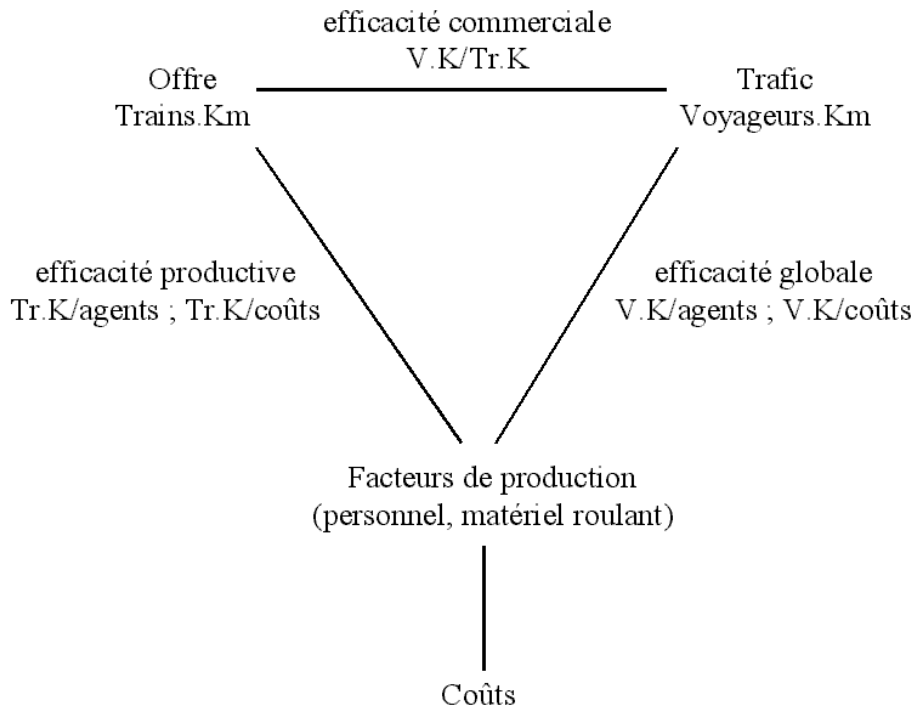 efficacité commerciale
V.K/Tr.K
Offre
Trains.Km
Trafic
Voyageurs.Km
efficacité productive
Tr.K/agents ; Tr.K/coûts
efficacité globale
V.K/agents ; V.K/coûts
Facteurs de production
(personnel, matériel roulant)
Coûts